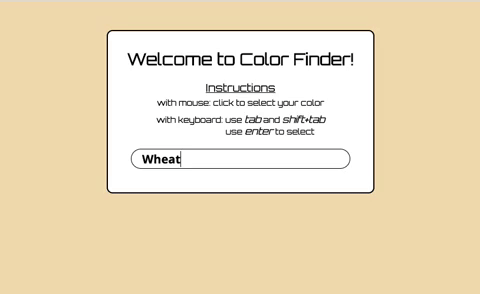 Welcome to Color Finder!
Instructions
with mouse: click to select your color
with keyboard: use tab and shift+tab
use enter to select
Wheat